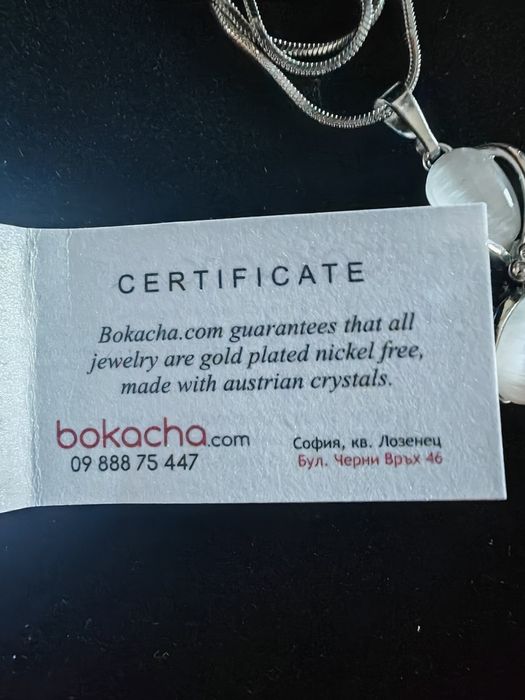 CERTIFICATE
Bokacha.com guarantees that all
jewelry are gold plated nickel free,
made with austrian crystals.
bokacha.com
09 888 75 447
София, кв. Лозенец
Бул. Черни Връх 46